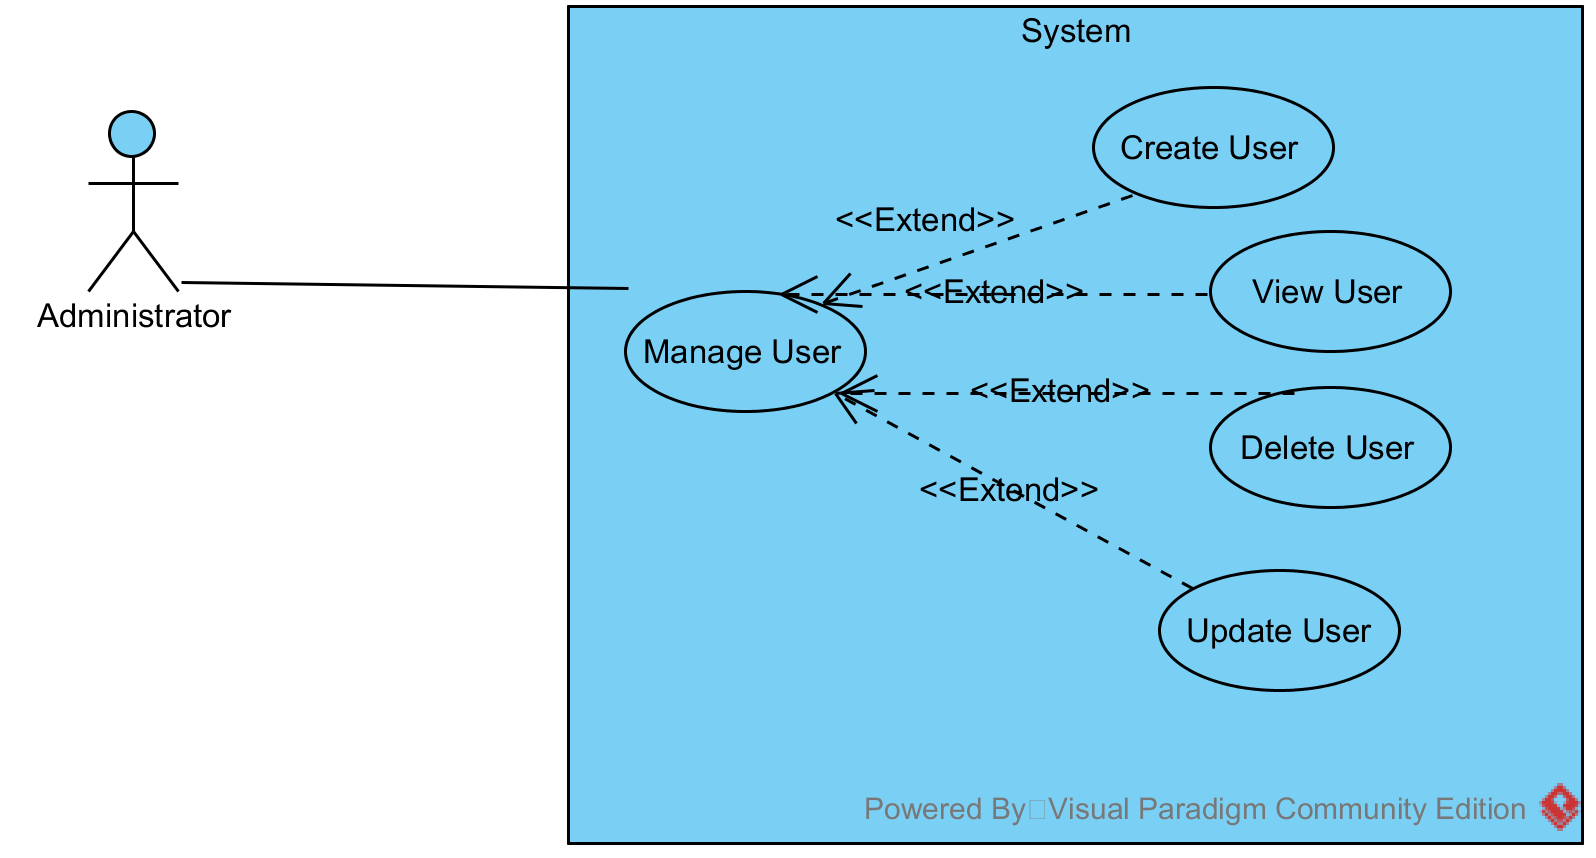 System
Create User
<<Extend>>
Administrator
<<Extend>>
View User
Manage User
<<Extend>>
Delete User
<<Extend>>
Update User
Powered By Visual Paradigm Community Edition